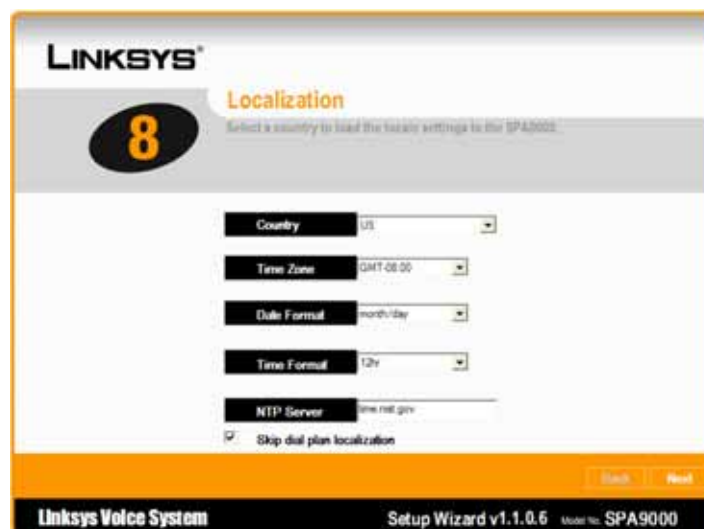 LINKSYS®
8
Localization
Select a country to load the locale settings to the SPA9000.
Country
US
Time Zone
GMT-08:00
Date Format
month/day
Time Format
12hr
NTP Server
time.nist.gov
Skip dial plan localization
Back Next
Linksys Voice System
Setup Wizard v1.1.0.6 Model No. SPA9000